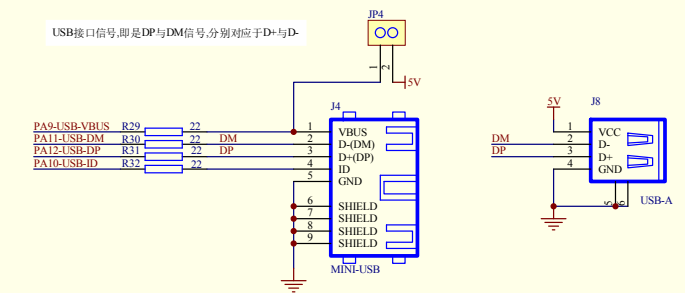 JP4
USB接口信号,即是DP与DM信号,分别对应于D+与D-
1
2
5V
J4
PA9-USB-VBUS R29 22 1 VBUS
PA11-USB-DM R30 22 DM 2 D-(DM)
PA12-USB-DP R31 22 DP 3 D+(DP)
PA10-USB-ID R32 22 4 ID
5 GND
6 SHIELD
7 SHIELD
8 SHIELD
9 SHIELD
MINI-USB
5V J8
1 VCC
DM 2 D-
DP 3 D+
4 GND
5 6
USB-A